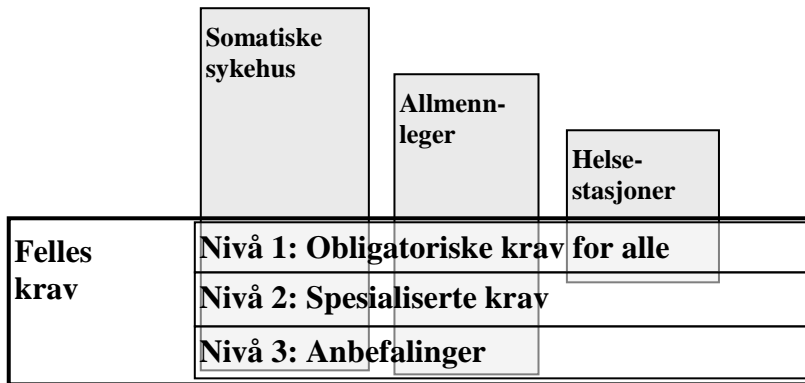 Somatiske
sykehus
Allmenn-
leger
Helse-
stasjoner
Felles
krav
Nivå 1: Obligatoriske krav for alle
Nivå 2: Spesialiserte krav
Nivå 3: Anbefalinger